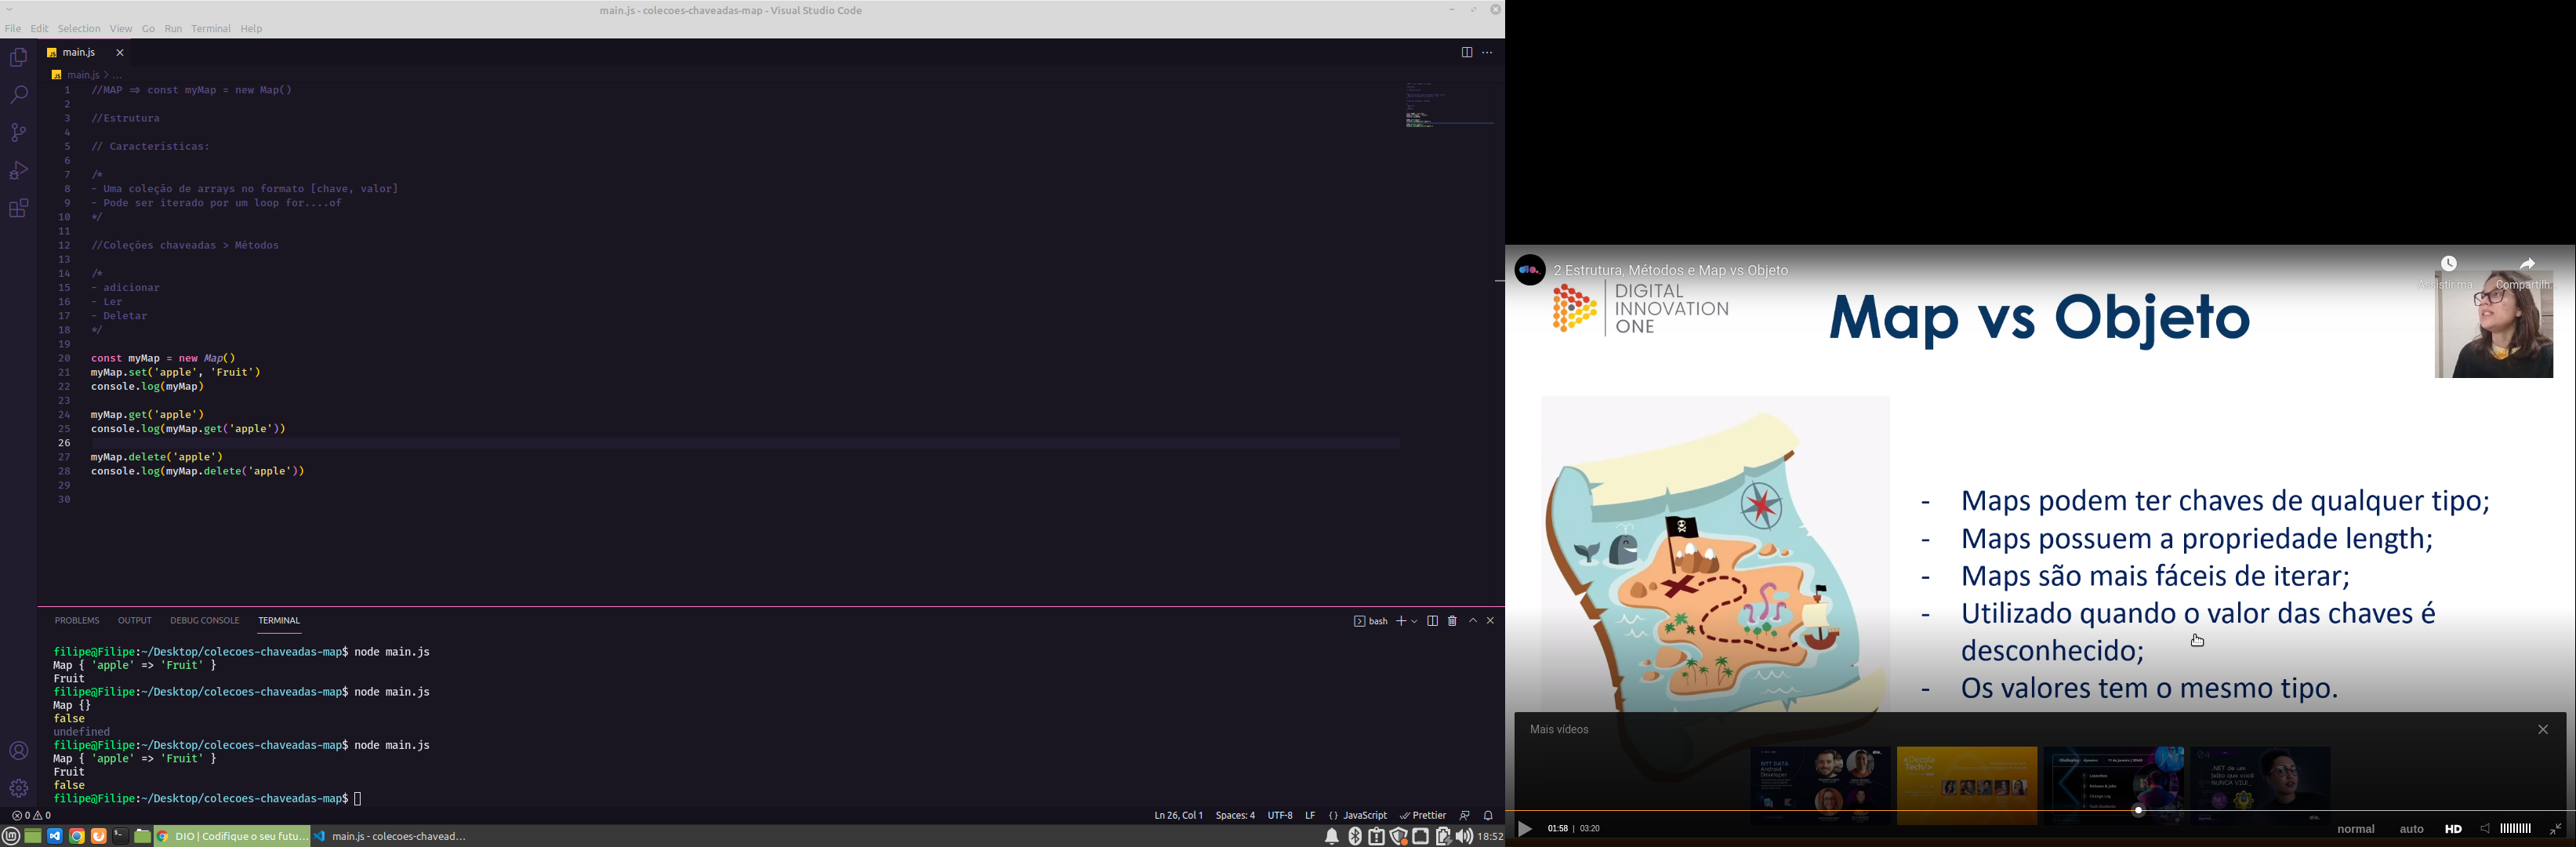 main.js - colecoes-chaveadas-map - Visual Studio Code
File Edit Selection View Go Run Terminal Help
main.js
main.js > ...
1 //MAP => const myMap = new Map()
2
3 //Estrutura
4
5 // Características:
6
7 /*
8 - Uma coleção de arrays no formato [chave, valor]
9 - Pode ser iterado por um loop for....of
10 */
11
12 //Coleções chaveadas > Métodos
13
14 /*
15 - adicionar
16 - Ler
17 - Deletar
18 */
19
20 const myMap = new Map()
21 myMap.set('apple', 'Fruit')
22 console.log(myMap)
23
24 myMap.get('apple')
25 console.log(myMap.get('apple'))
26
27 myMap.delete('apple')
28 console.log(myMap.delete('apple'))
29
30
PROBLEMS OUTPUT DEBUG CONSOLE TERMINAL
bash
filipe@Filipe:~/Desktop/colecoes-chaveadas-map$ node main.js
Map { 'apple' => 'Fruit' }
Fruit
filipe@Filipe:~/Desktop/colecoes-chaveadas-map$ node main.js
Map {}
false
undefined
filipe@Filipe:~/Desktop/colecoes-chaveadas-map$ node main.js
Map { 'apple' => 'Fruit' }
Fruit
false
filipe@Filipe:~/Desktop/colecoes-chaveadas-map$
0 0
Ln 26, Col 1 Spaces: 4 UTF-8 LF {} JavaScript Prettier
DIO | Codifique o seu futu... main.js - colecoes-chavead...
18:52
dio.
2 Estrutura, Métodos e Map vs Objeto
Assistir ma... Compartilh...
DIGITAL
INNOVATION
ONE
Map vs Objeto
- Maps podem ter chaves de qualquer tipo;
- Maps possuem a propriedade length;
- Maps são mais fáceis de iterar;
- Utilizado quando o valor das chaves é
desconhecido;
- Os valores tem o mesmo tipo.
Mais vídeos
01:58 | 03:20
normal auto HD